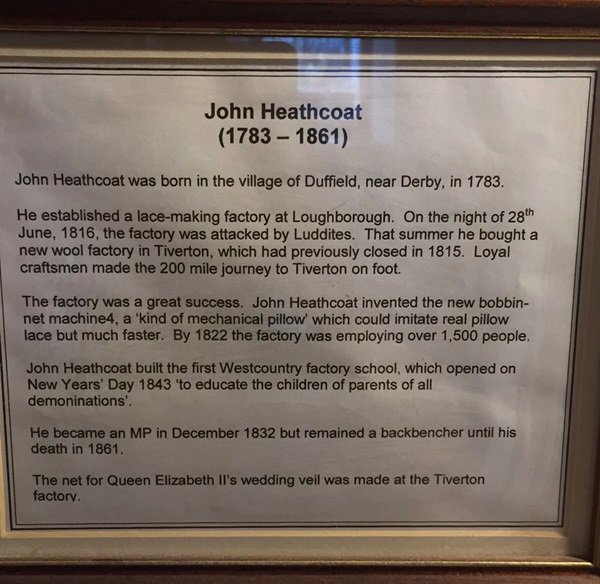 John Heathcoat
(1783 – 1861)
John Heathcoat was born in the village of Duffield, near Derby, in 1783.
He established a lace-making factory at Loughborough. On the night of 28th
June, 1816, the factory was attacked by Luddites. That summer he bought a
new wool factory in Tiverton, which had previously closed in 1815. Loyal
craftsmen made the 200 mile journey to Tiverton on foot.
The factory was a great success. John Heathcoat invented the new bobbin-
net machine4, a ‘kind of mechanical pillow’ which could imitate real pillow
lace but much faster. By 1822 the factory was employing over 1,500 people.
John Heathcoat built the first Westcountry factory school, which opened on
New Years’ Day 1843 ‘to educate the children of parents of all
demoninations’.
He became an MP in December 1832 but remained a backbencher until his
death in 1861.
The net for Queen Elizabeth II’s wedding veil was made at the Tiverton
factory.